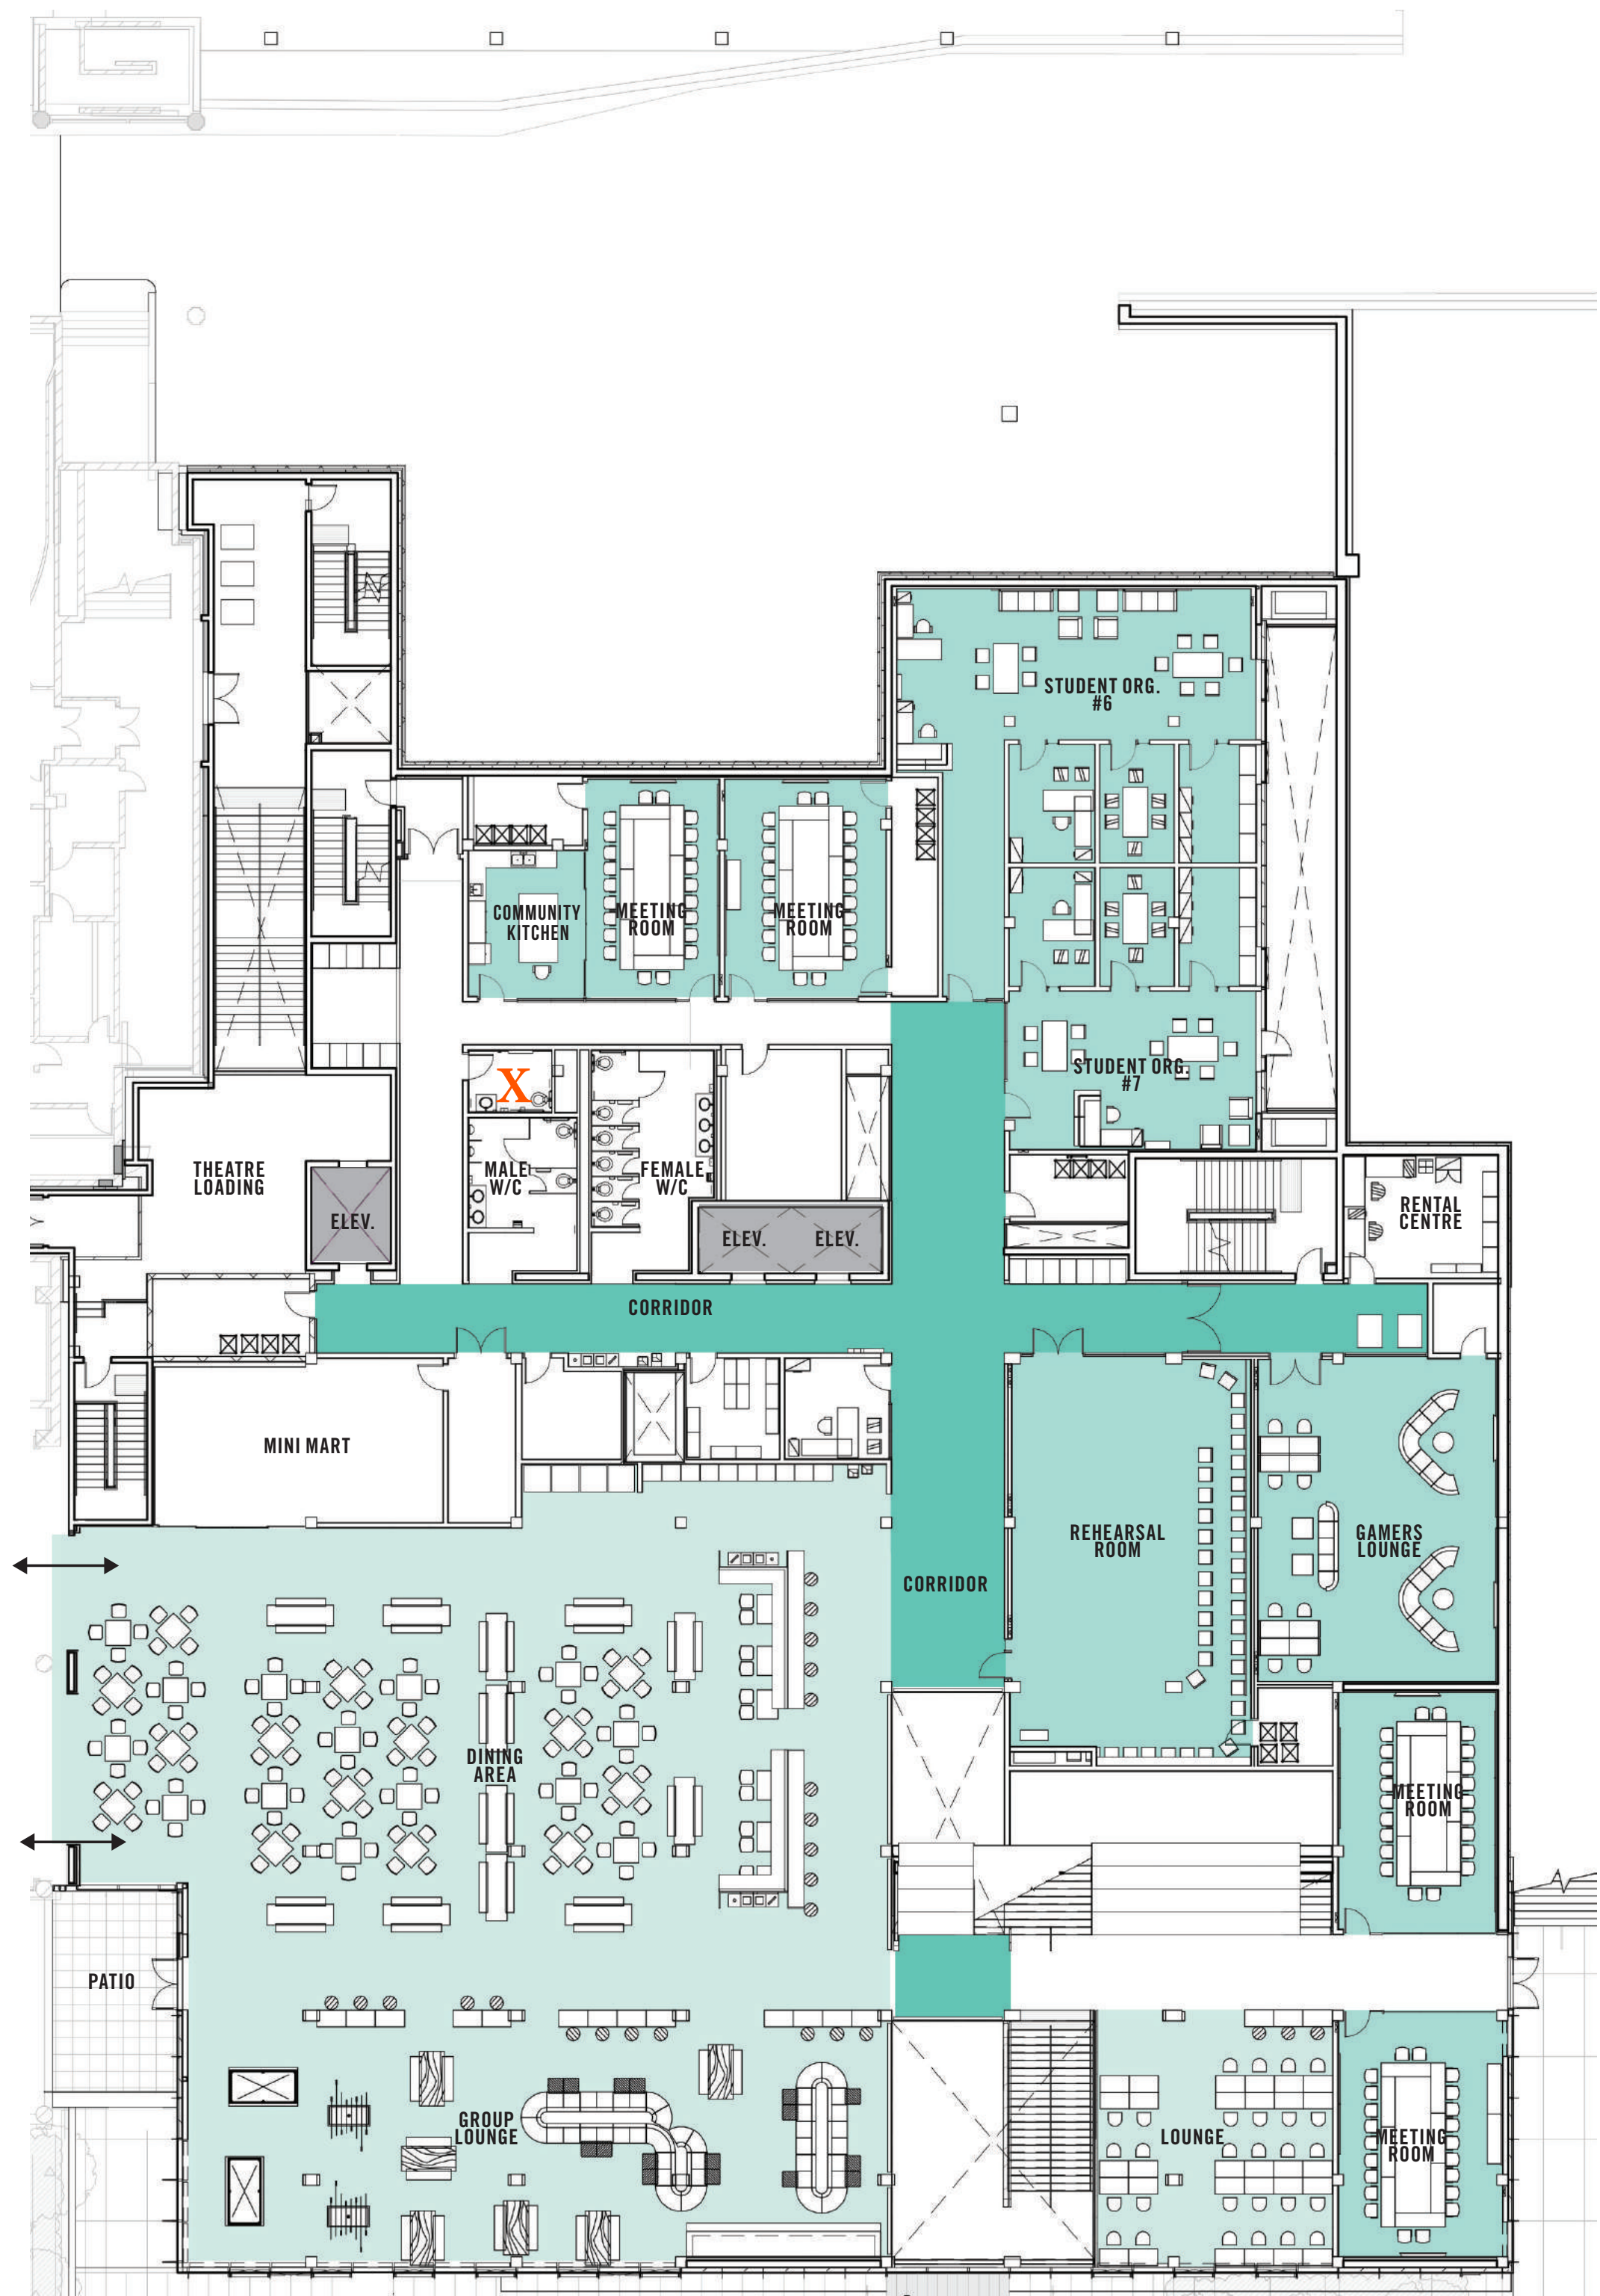 STUDENT ORG.
#6
COMMUNITY
KITCHEN
MEETING
ROOM
MEETING
ROOM
X
STUDENT ORG.
#7
THEATRE
LOADING
MALE
W/C
FEMALE
W/C
ELEV.
ELEV.
ELEV.
RENTAL
CENTRE
CORRIDOR
MINI MART
REHEARSAL
ROOM
GAMERS
LOUNGE
CORRIDOR
DINING
AREA
MEETING
ROOM
PATIO
GROUP
LOUNGE
LOUNGE
MEETING
ROOM